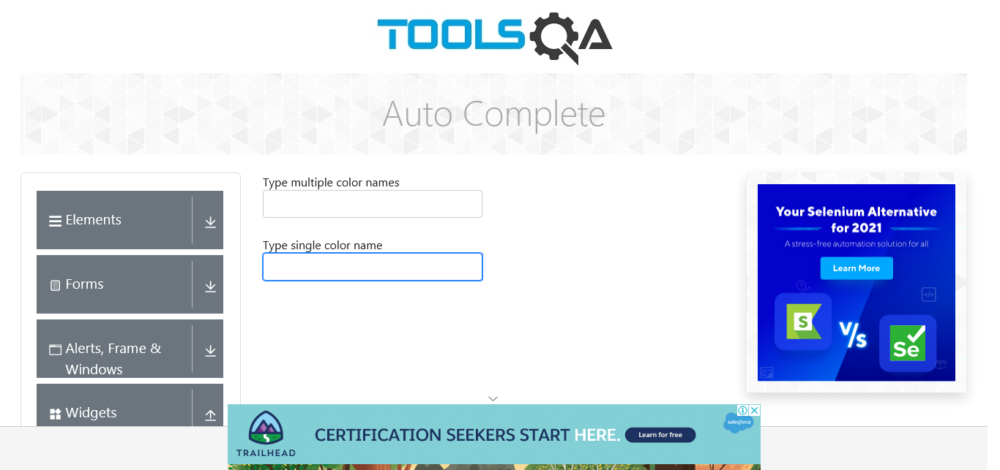 TOOLSQA
Auto Complete
Elements
Forms
Alerts, Frame &
Windows
Widgets
Type multiple color names
Type single color name
Your Selenium Alternative
for 2021
A stress-free automation solution for all
Learn More
S
V/s
Se
TRAILHEAD
CERTIFICATION SEEKERS START HERE.
Learn for free
salesforce